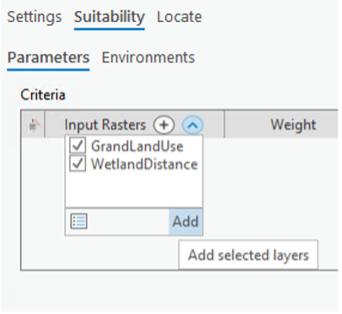 Settings Suitability Locate
Parameters Environments
Criteria
Input Rasters Weight
GrandLandUse
WetlandDistance
Add
Add selected layers